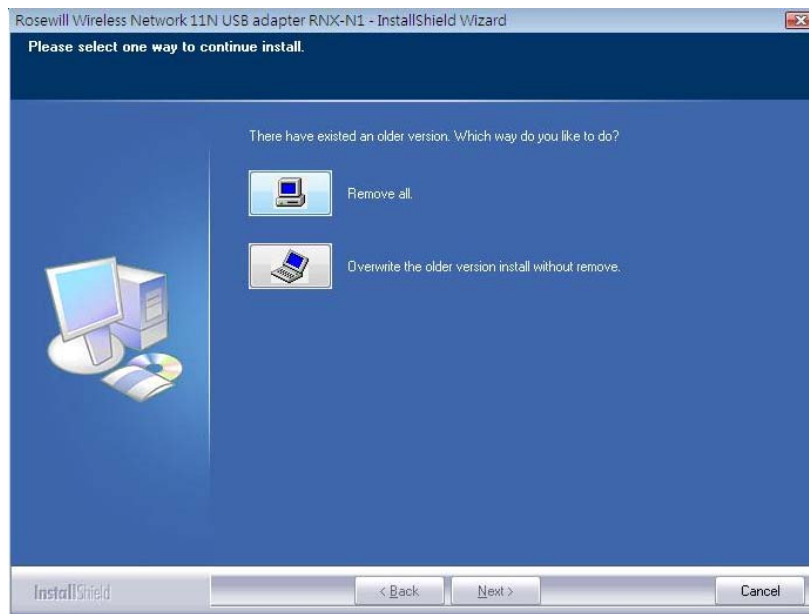 Rosewill Wireless Network 11N USB adapter RNX-N1 - InstallShield Wizard
Please select one way to continue install.
There have existed an older version. Which way do you like to do?
Remove all.
Overwrite the older version install without remove.
InstallShield
< Back
Next >
Cancel